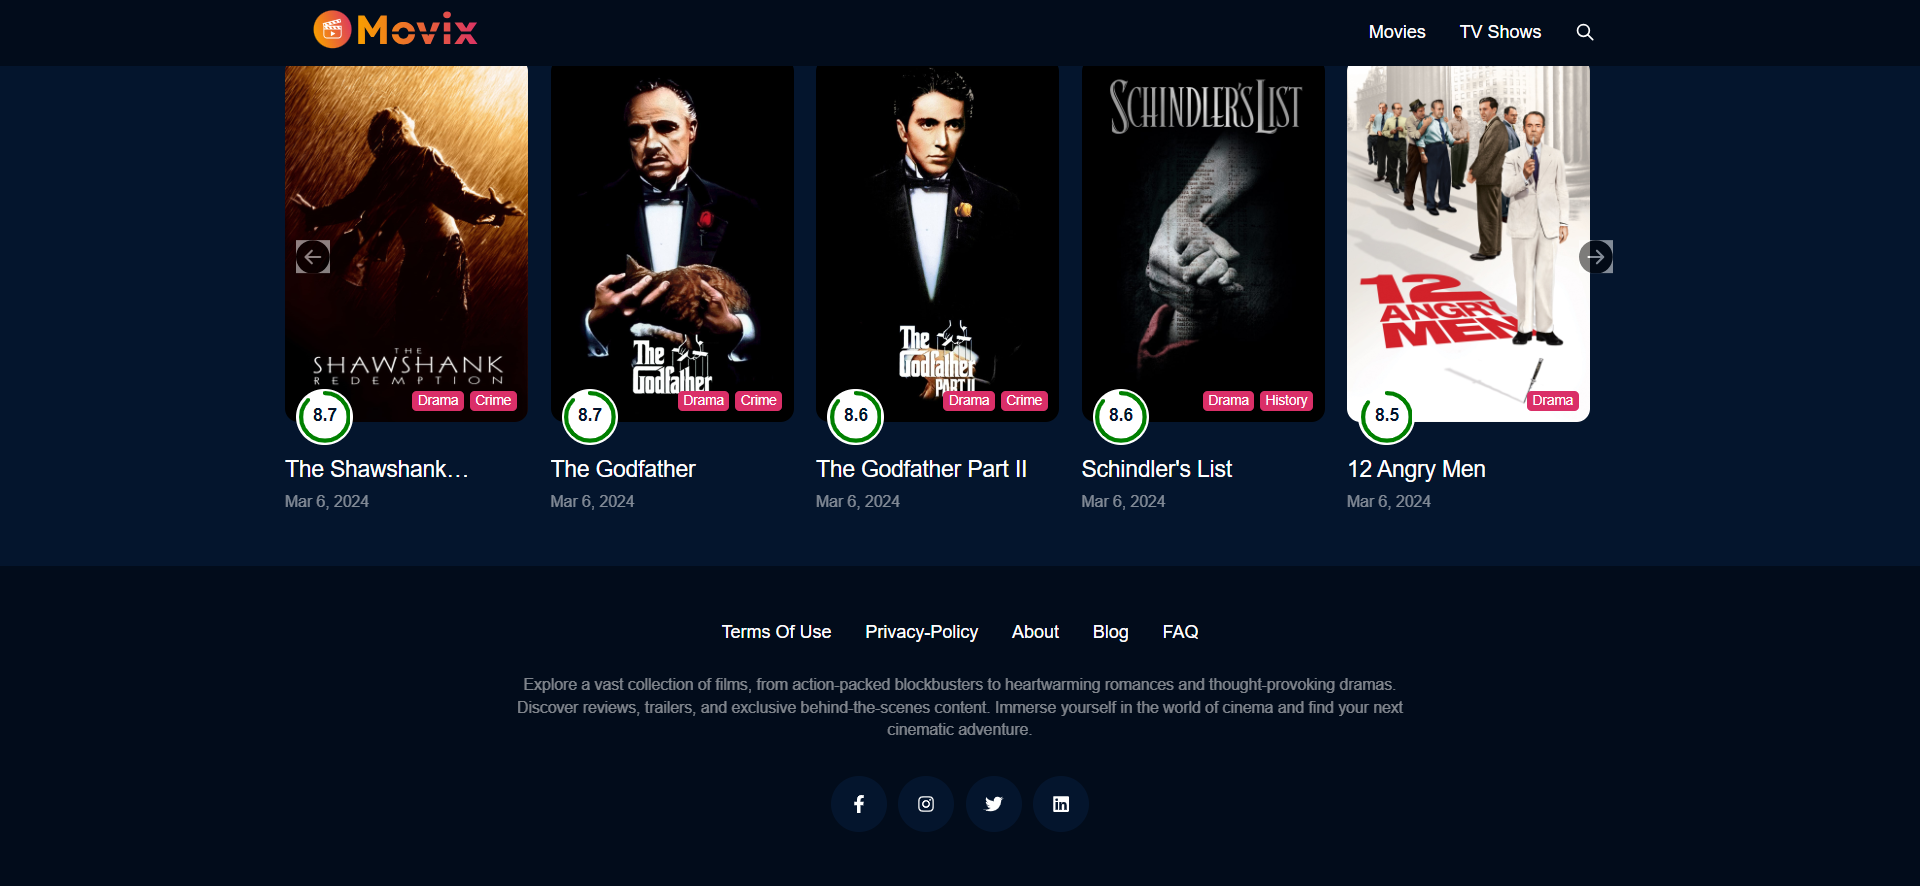 Movix
Movies TV Shows
THE
SHAWSHANK
REDEMPTION
Drama Crime
8.7
The Shawshank...
Mar 6, 2024
The
Godfather
Drama Crime
8.7
The Godfather
Mar 6, 2024
The
Godfather
PART II
Drama Crime
8.6
The Godfather Part II
Mar 6, 2024
SCHINDLER'S LIST
Drama History
8.6
Schindler's List
Mar 6, 2024
12
ANGRY
MEN
Drama
8.5
12 Angry Men
Mar 6, 2024
Terms Of Use Privacy-Policy About Blog FAQ
Explore a vast collection of films, from action-packed blockbusters to heartwarming romances and thought-provoking dramas.
Discover reviews, trailers, and exclusive behind-the-scenes content. Immerse yourself in the world of cinema and find your next
cinematic adventure.